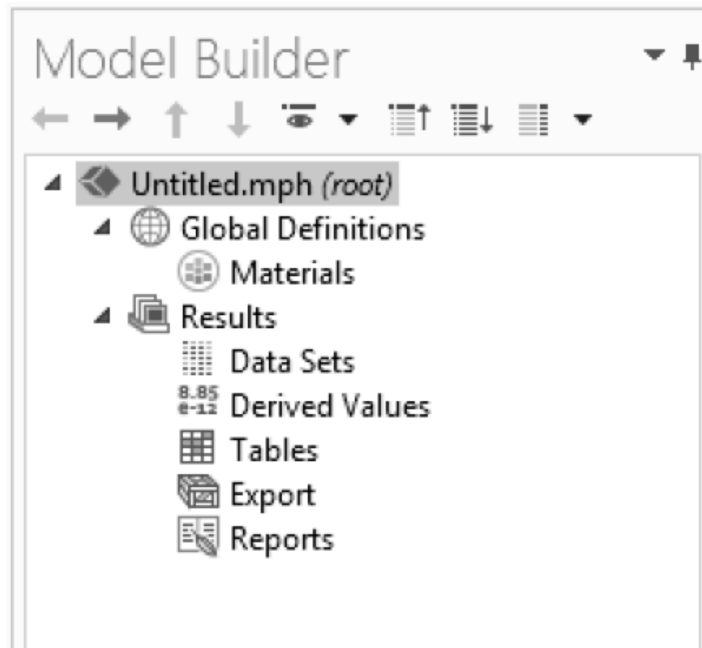 Model Builder
Untitled.mph (root)
Global Definitions
Materials
Results
Data Sets
8.85
e-12 Derived Values
Tables
Export
Reports